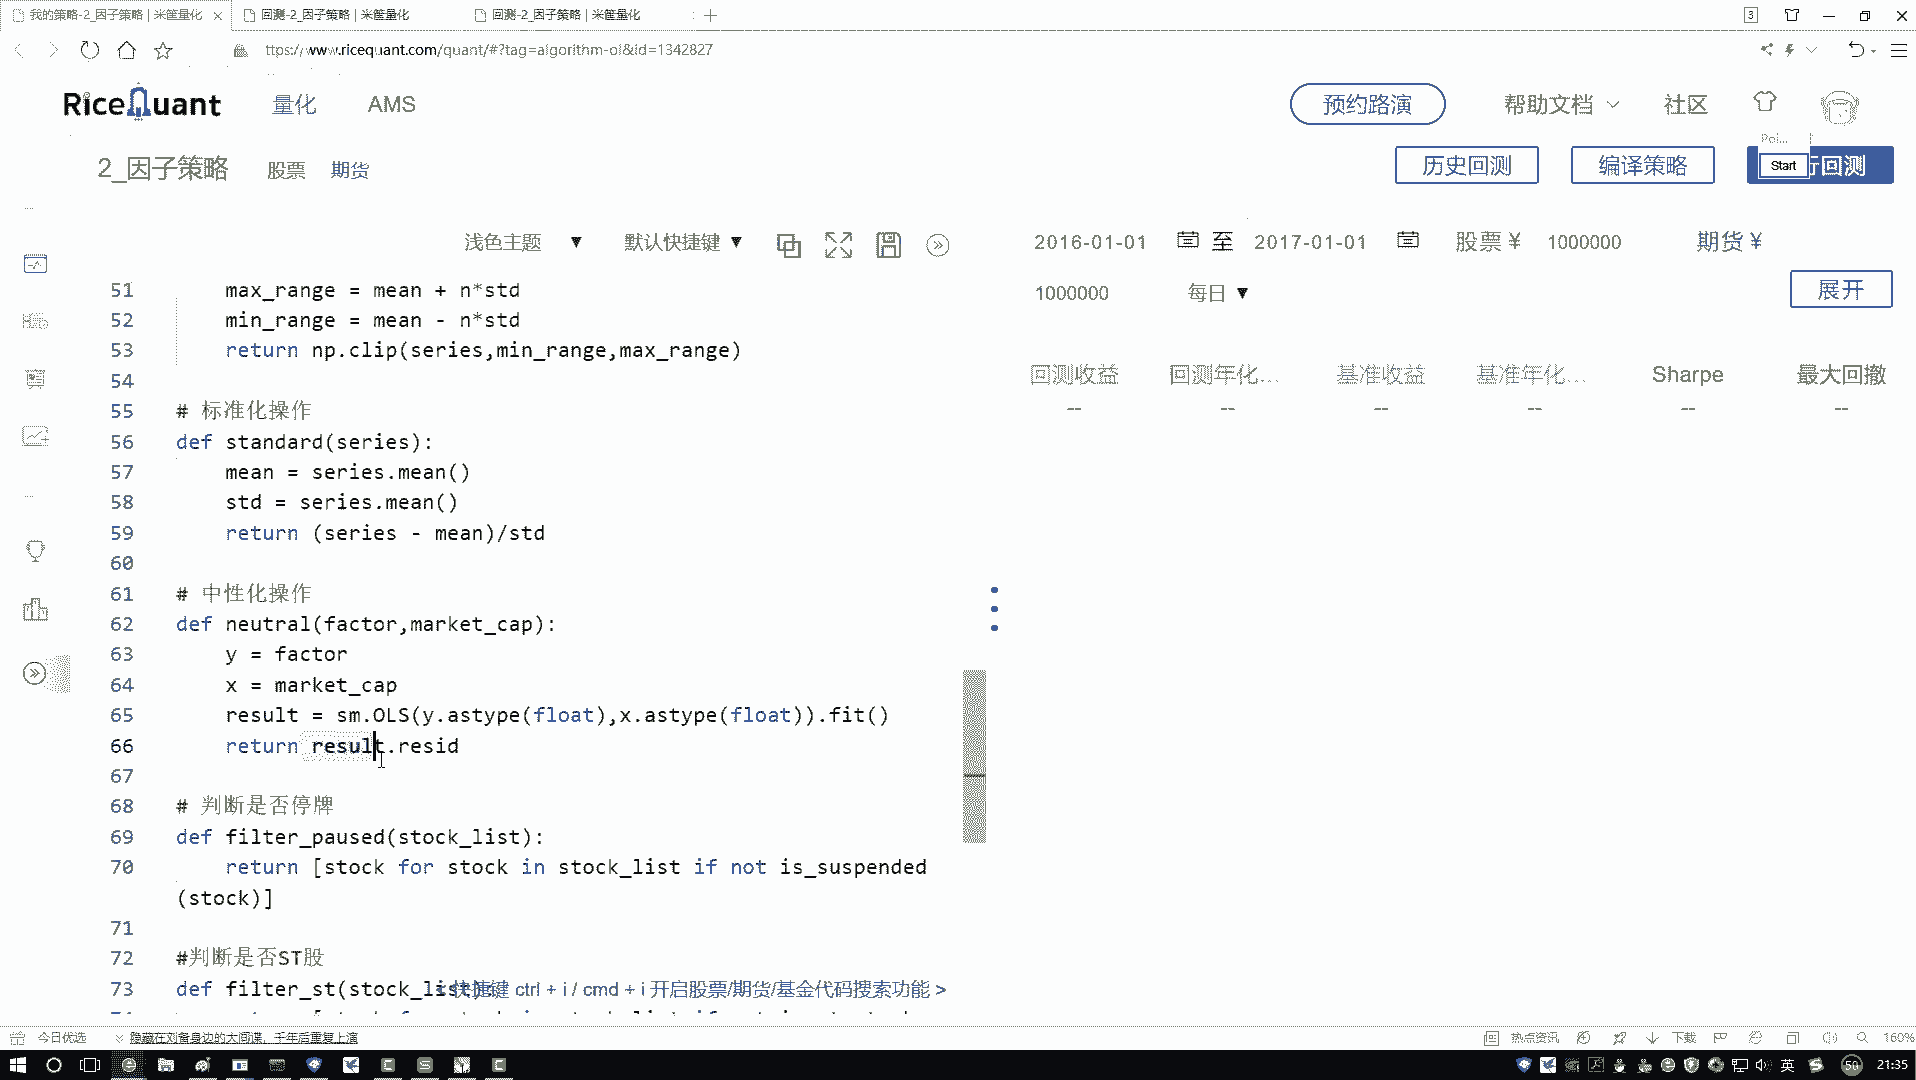 我的策略-2_因子策略 | 米筐量化
回测-2_因子策略 | 米筐量化
回测-2_因子策略 | 米筐量化
3
ttps://www.ricequant.com/quant/#?tag=algorithm-ol&id=1342827
RiceQuant
量化
AMS
预约路演
帮助文档
社区
2_因子策略
股票
期货
历史回测
编译策略
Poi...
Start
行回测
浅色主题 ▼
默认快捷键 ▼
2016-01-01
至
2017-01-01
股票 ¥
1000000
期货 ¥
1000000
每日 ▼
展开
回测收益
回测年化...
基准收益
基准年化...
Sharpe
最大回撤
--
--
--
--
--
--
51 max_range = mean + n*std
52 min_range = mean - n*std
53 return np.clip(series,min_range,max_range)
54
55 # 标准化操作
56 def standard(series):
57 mean = series.mean()
58 std = series.mean()
59 return (series - mean)/std
60
61 # 中性化操作
62 def neutral(factor,market_cap):
63 y = factor
64 x = market_cap
65 result = sm.OLS(y.astype(float),x.astype(float)).fit()
66 return result.resid
67
68 # 判断是否停牌
69 def filter_paused(stock_list):
70 return [stock for stock in stock_list if not is_suspended
(stock)]
71
72 #判断是否ST股
73 def filter_st(stock_list):
快捷键 ctrl + i / cmd + i 开启股票/期货/基金代码搜索功能 >
今日优选
隐藏在刘备身边的大间谍，千年后重复上演
热点资讯
下载
160%
英
50
21:35